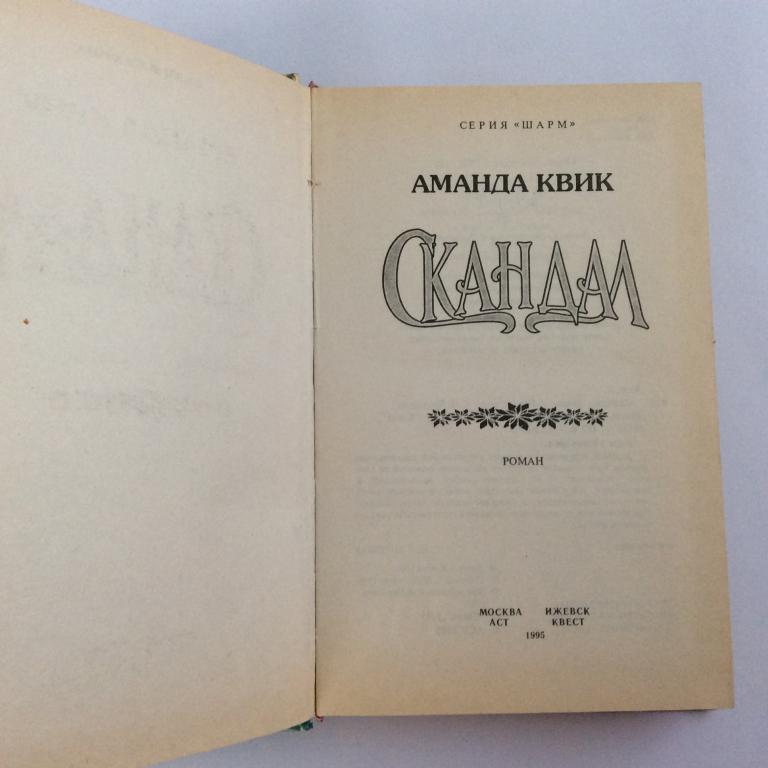 СЕРИЯ «ШАРМ»
АМАНДА КВИК
СКАНДАЛ
РОМАН
МОСКВА ИЖЕВСК
АСТ КВЕСТ
1995